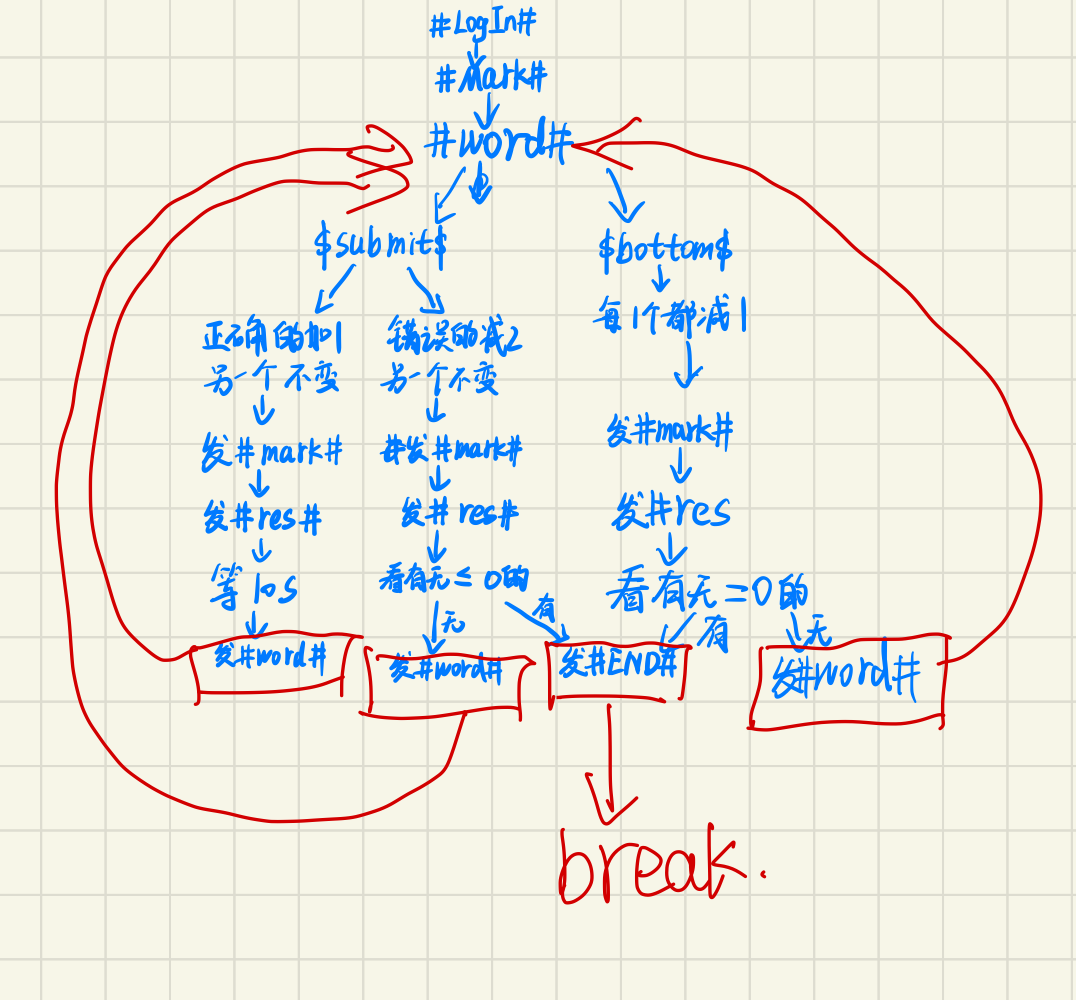 #LogIn#
#mark#
#word#
$submit$
$bottom$
正确的加1
另一个不变
错误的减2
另一个不变
每1个都减1
发#mark#
发#mark#
发#mark#
发#res#
发#res#
发#res
等10s
看有无≤0的
看有无=0的
有
无
有
无
发#word#
发#word#
发#END#
发#word#
break.